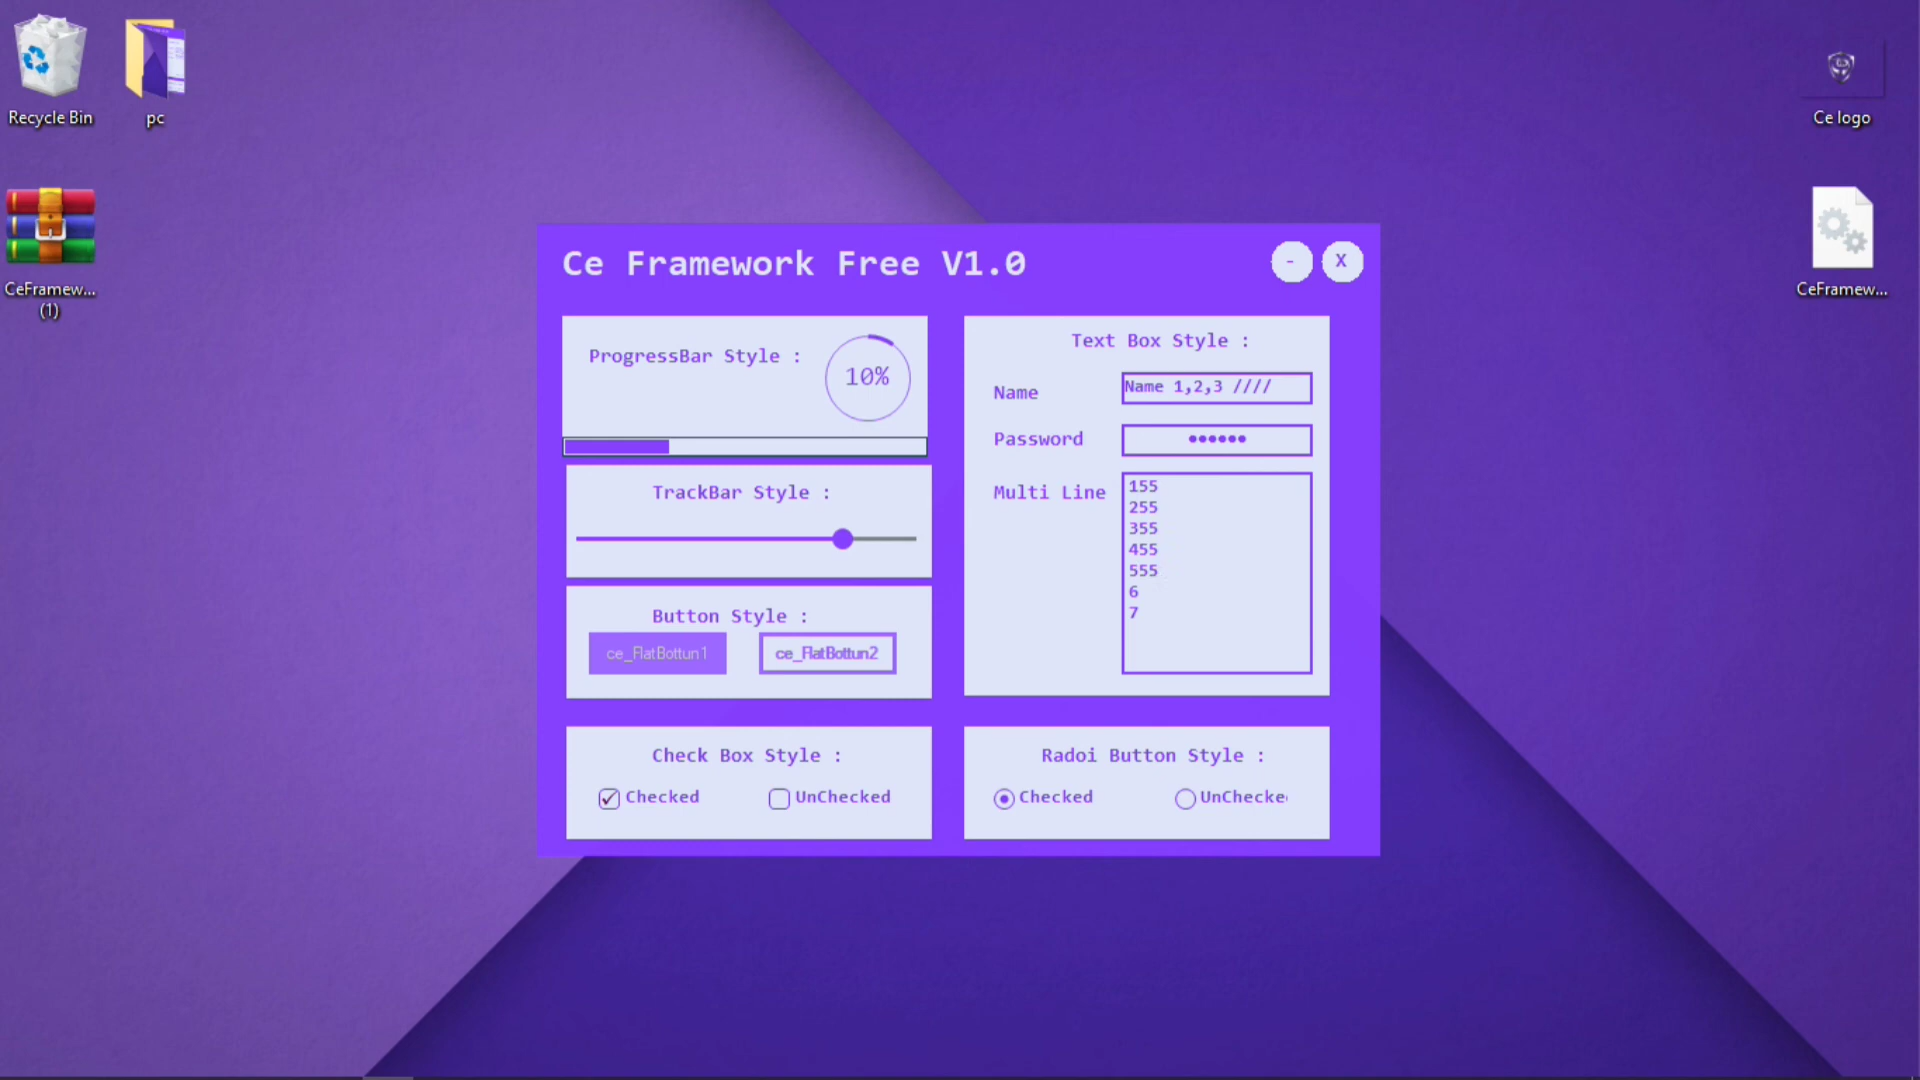 Recycle Bin
pc
CeFramew...
(1)
Ce logo
CeFramew...
Ce Framework Free V1.0
-
X
ProgressBar Style :
10%
TrackBar Style :
Button Style :
ce_FlatBottun1
ce_FlatBottun2
Text Box Style :
Name
Name 1,2,3 ////
Password
••••••
Multi Line
155
255
355
455
555
6
7
Check Box Style :
Checked
UnChecked
Radoi Button Style :
Checked
UnChecke